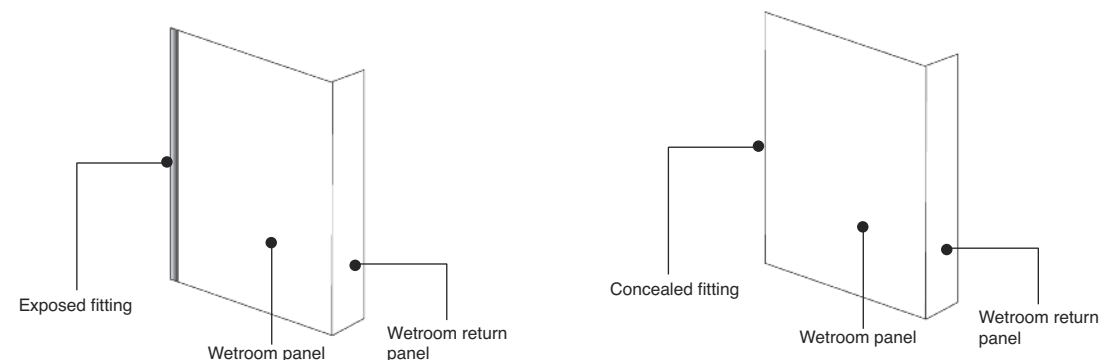 Exposed fitting
Wetroom panel
Wetroom return
panel
Concealed fitting
Wetroom panel
Wetroom return
panel